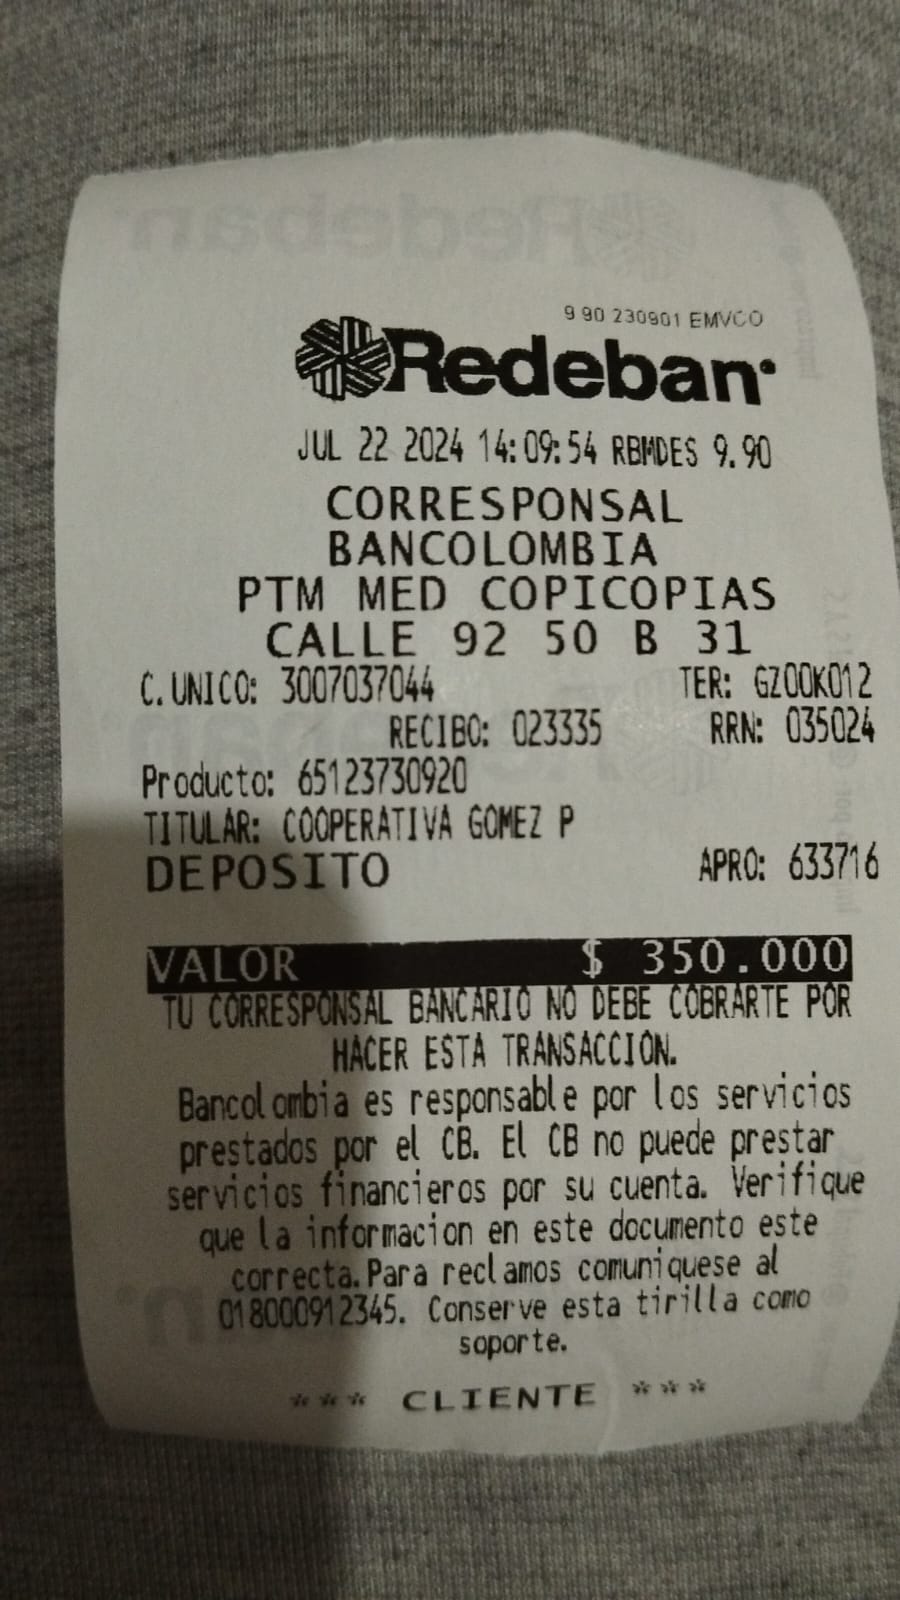 9 90 230901 EMVCO
Redeban
JUL 22 2024 14:09:54 RBMDES 9.90
CORRESPONSAL
BANCOLOMBIA
PTM MED COPICOPIAS
CALLE 92 50 B 31
C.UNICO: 3007037044 TER: GZ00K012
RECIBO: 023335 RRN: 035024
Producto: 65123730920
TITULAR: COOPERATIVA GOMEZ P
DEPOSITO APRO: 633716
VALOR $ 350.000
TU CORRESPONSAL BANCARIO NO DEBE COBRARTE POR
HACER ESTA TRANSACCION.
Bancolombia es responsable por los servicios
prestados por el CB. El CB no puede prestar
servicios financieros por su cuenta. Verifique
que la informacion en este documento este
correcta.Para reclamos comuniquese al
018000912345. Conserve esta tirilla como
soporte.
*** CLIENTE ***